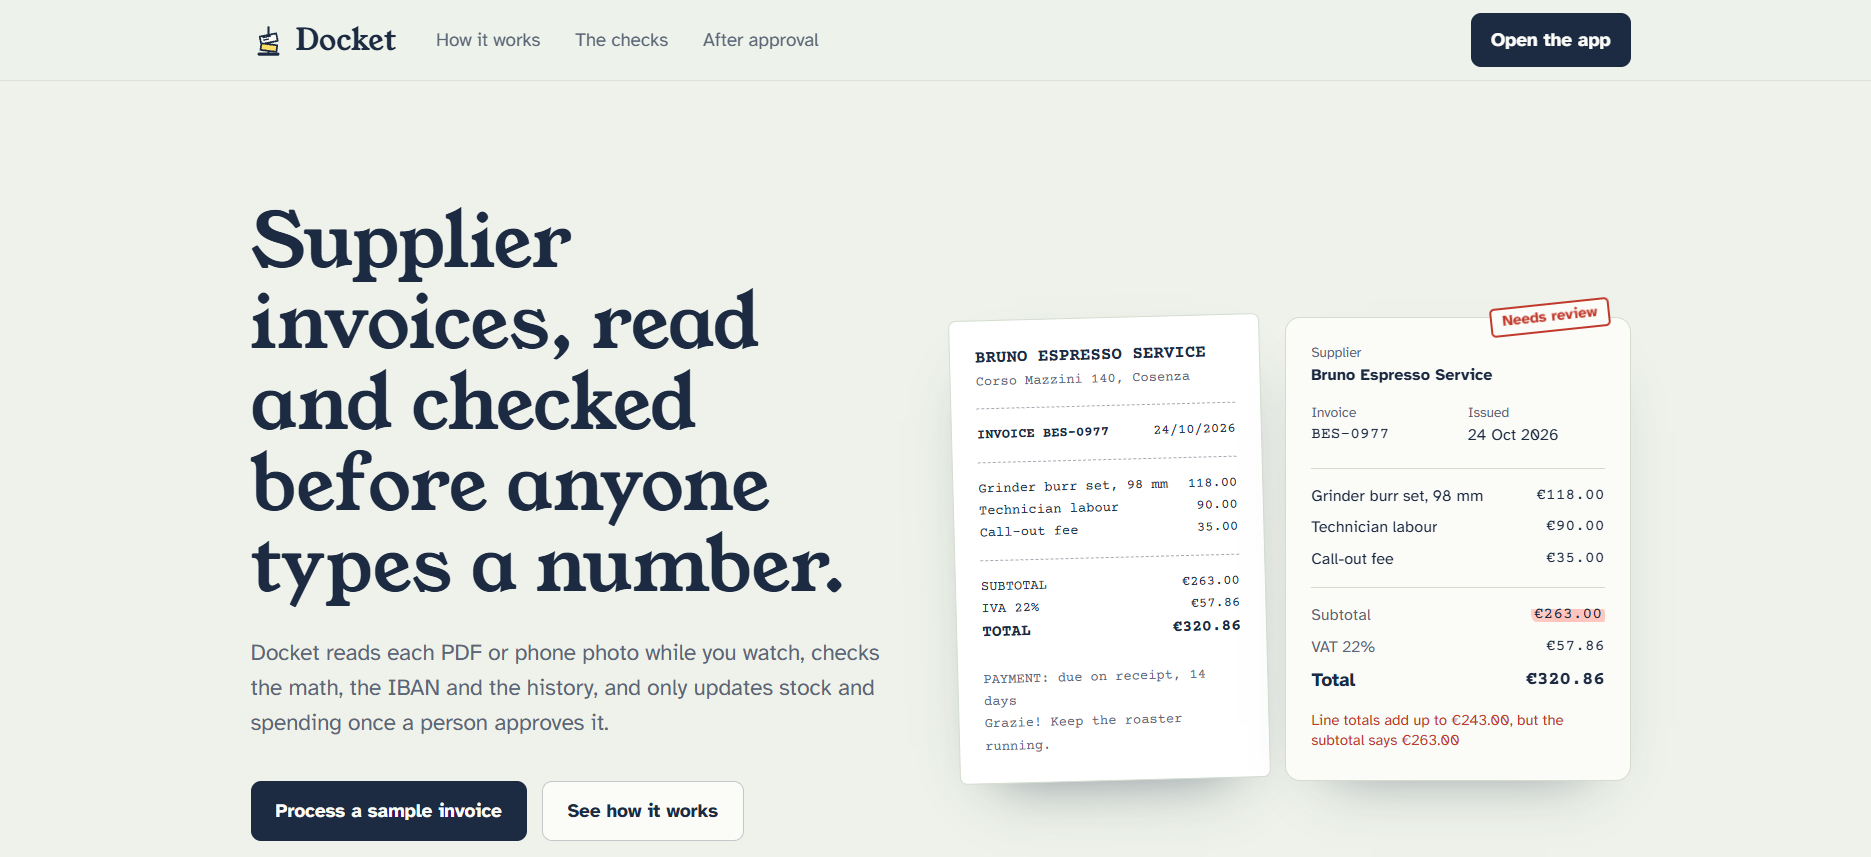 Docket
How it works
The checks
After approval
Open the app
Supplier
invoices, read
and checked
before anyone
types a number.
Docket reads each PDF or phone photo while you watch, checks
the math, the IBAN and the history, and only updates stock and
spending once a person approves it.
Process a sample invoice
See how it works
BRUNO ESPRESSO SERVICE
Corso Mazzini 140, Cosenza
INVOICE BES-0977 24/10/2026
Grinder burr set, 98 mm 118.00
Technician labour 90.00
Call-out fee 35.00
SUBTOTAL €263.00
IVA 22% €57.86
TOTAL €320.86
PAYMENT: due on receipt, 14
days
Grazie! Keep the roaster
running.
Needs review
Supplier
Bruno Espresso Service
Invoice Issued
BES-0977 24 Oct 2026
Grinder burr set, 98 mm €118.00
Technician labour €90.00
Call-out fee €35.00
Subtotal €263.00
VAT 22% €57.86
Total €320.86
Line totals add up to €243.00, but the
subtotal says €263.00